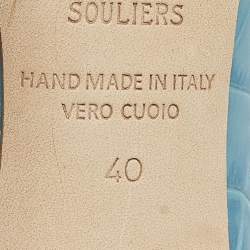 SOULIERS
HAND MADE IN ITALY
VERO CUOIO
40